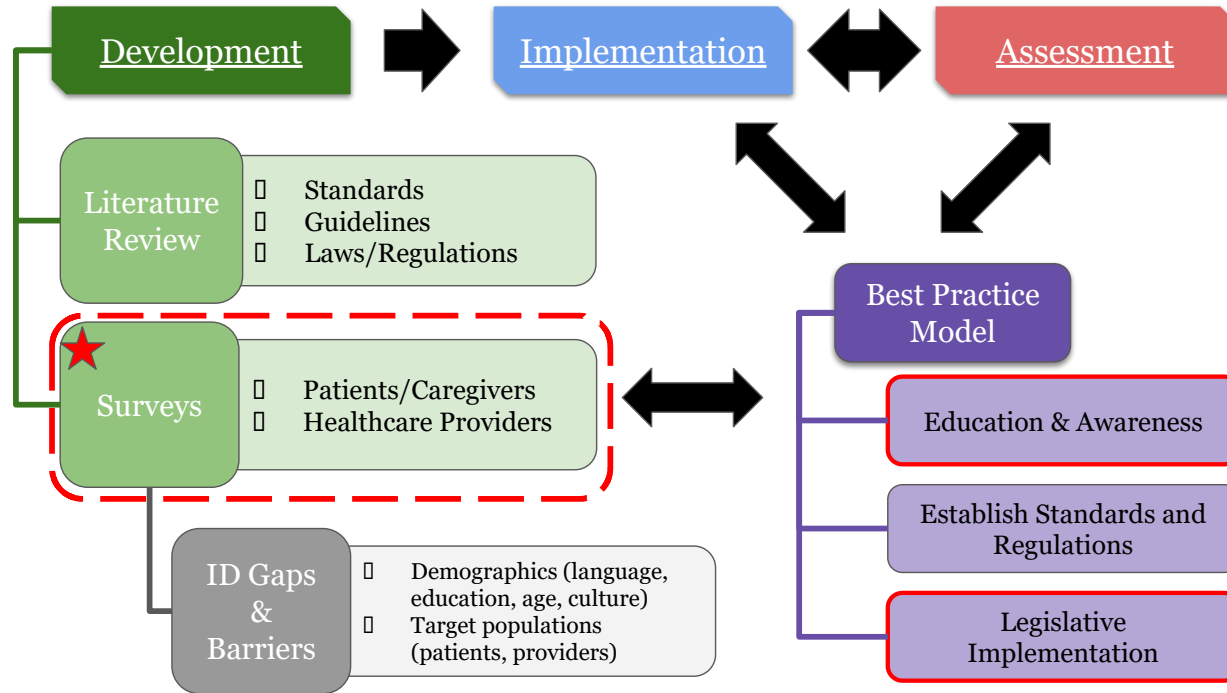 Development
Implementation
Assessment
Literature
Review
Standards
Guidelines
Laws/Regulations
Surveys
Patients/Caregivers
Healthcare Providers
ID Gaps
&
Barriers
Demographics (language,
education, age, culture)
Target populations
(patients, providers)
Best Practice
Model
Education & Awareness
Establish Standards and
Regulations
Legislative
Implementation